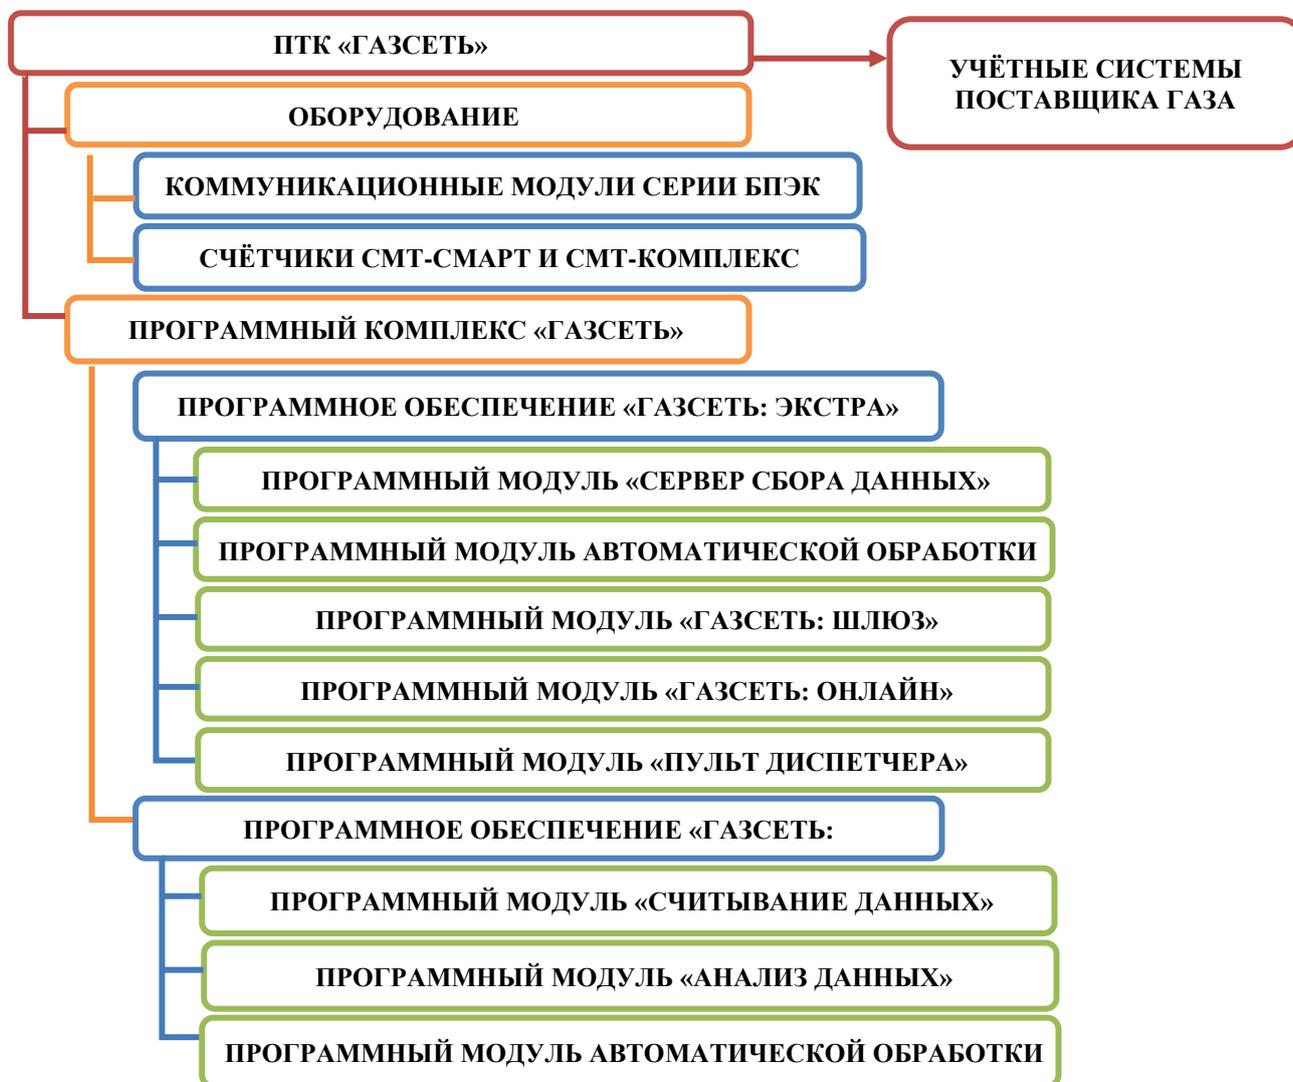 ПТК «ГАЗСЕТЬ»
УЧЁТНЫЕ СИСТЕМЫ
ПОСТАВЩИКА ГАЗА
ОБОРУДОВАНИЕ
КОММУНИКАЦИОННЫЕ МОДУЛИ СЕРИИ БПЭК
СЧЁТЧИКИ СМТ-СМАРТ И СМТ-КОМПЛЕКС
ПРОГРАММНЫЙ КОМПЛЕКС «ГАЗСЕТЬ»
ПРОГРАММНОЕ ОБЕСПЕЧЕНИЕ «ГАЗСЕТЬ: ЭКСТРА»
ПРОГРАММНЫЙ МОДУЛЬ «СЕРВЕР СБОРА ДАННЫХ»
ПРОГРАММНЫЙ МОДУЛЬ АВТОМАТИЧЕСКОЙ ОБРАБОТКИ
ПРОГРАММНЫЙ МОДУЛЬ «ГАЗСЕТЬ: ШЛЮЗ»
ПРОГРАММНЫЙ МОДУЛЬ «ГАЗСЕТЬ: ОНЛАЙН»
ПРОГРАММНЫЙ МОДУЛЬ «ПУЛЬТ ДИСПЕТЧЕРА»
ПРОГРАММНОЕ ОБЕСПЕЧЕНИЕ «ГАЗСЕТЬ:
ПРОГРАММНЫЙ МОДУЛЬ «СЧИТЫВАНИЕ ДАННЫХ»
ПРОГРАММНЫЙ МОДУЛЬ «АНАЛИЗ ДАННЫХ»
ПРОГРАММНЫЙ МОДУЛЬ АВТОМАТИЧЕСКОЙ ОБРАБОТКИ